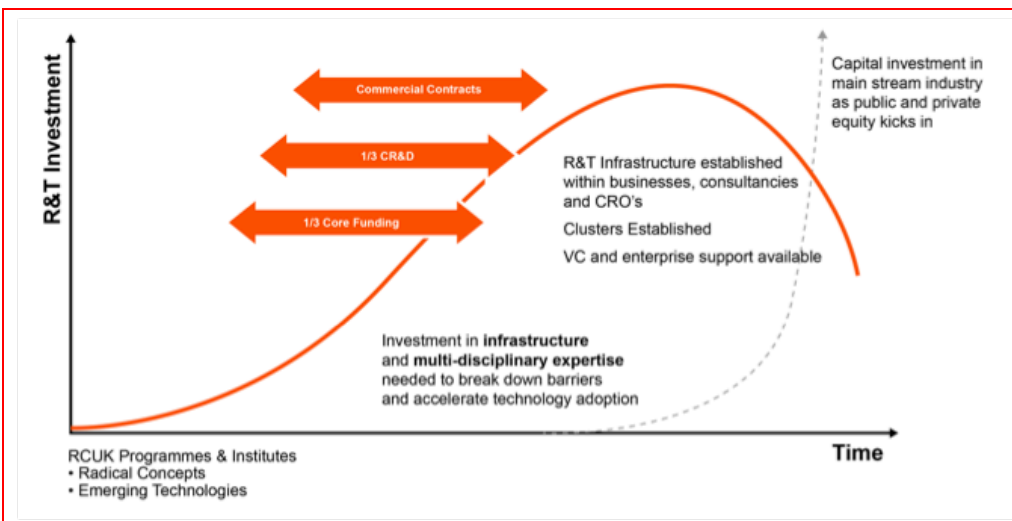 R&T Investment
Commercial Contracts
1/3 CR&D
1/3 Core Funding
Capital investment in
main stream industry
as public and private
equity kicks in
R&T Infrastructure established
within businesses, consultancies
and CRO's
Clusters Established
VC and enterprise support available
Investment in infrastructure
and multi-disciplinary expertise
needed to break down barriers
and accelerate technology adoption
Time
RCUK Programmes & Institutes
• Radical Concepts
• Emerging Technologies